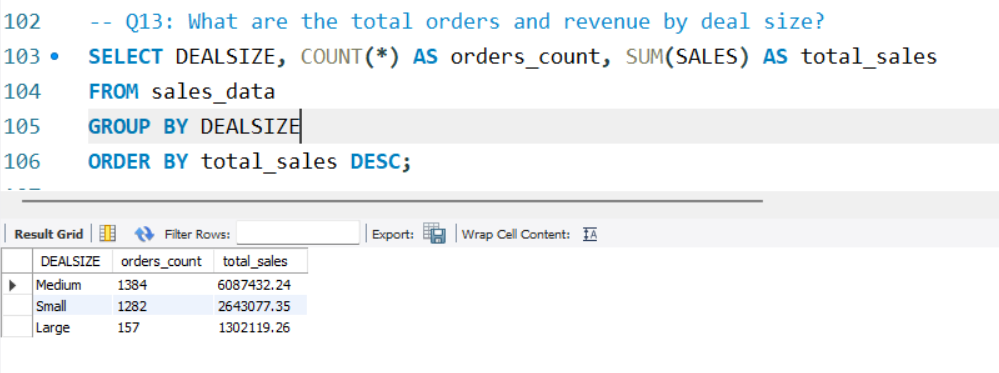 102 -- Q13: What are the total orders and revenue by deal size?
103 SELECT DEALSIZE, COUNT(*) AS orders_count, SUM(SALES) AS total_sales
104 FROM sales_data
105 GROUP BY DEALSIZE
106 ORDER BY total_sales DESC;
Result Grid Filter Rows: Export: Wrap Cell Content:
DEALSIZE orders_count total_sales
Medium 1384 6087432.24
Small 1282 2643077.35
Large 157 1302119.26